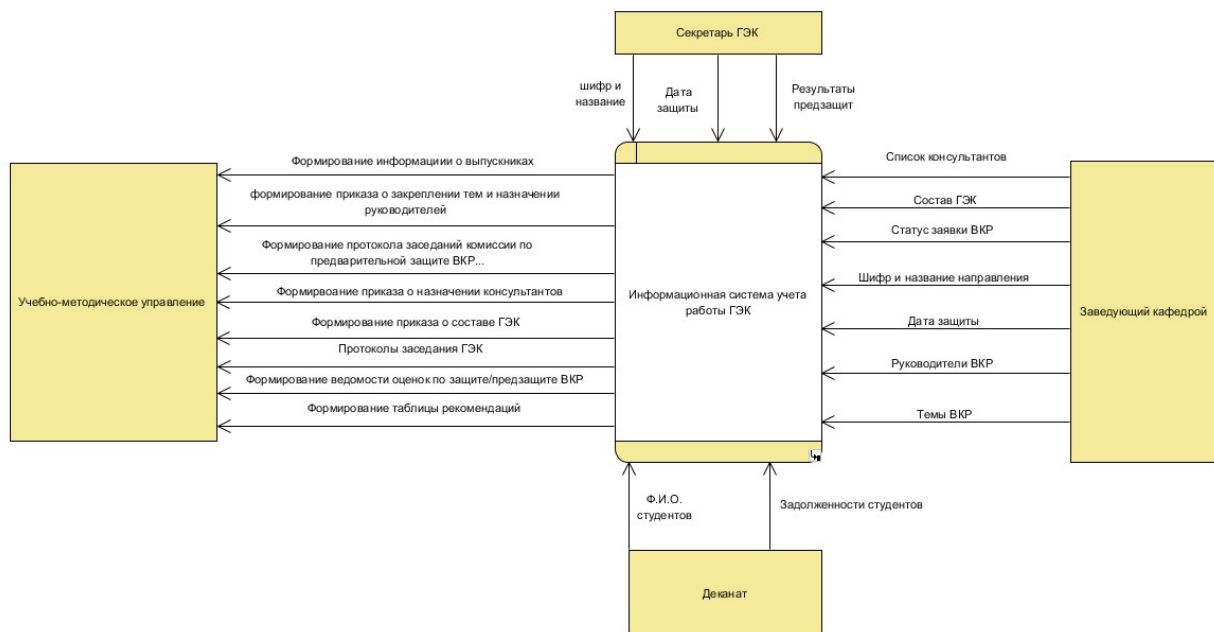 Секретарь ГЭК
шифр и
название
Дата
защиты
Результаты
предзащит
Формирование информациии о выпускниках
формирование приказа о закреплении тем и назначении
руководителей
Формирование протокола заседаний комиссии по
предварительной защите ВКР...
Формирвоание приказа о назначении консультантов
Формирование приказа о составе ГЭК
Протоколы заседания ГЭК
Формирование ведомости оценок по защите/предзащите ВКР
Формирование таблицы рекомендаций
Учебно-методическое управление
Информационная система учета
работы ГЭК
Список консультантов
Состав ГЭК
Статус заявки ВКР
Шифр и название направления
Дата защиты
Руководители ВКР
Темы ВКР
Заведующий кафедрой
Ф.И.О.
студентов
Задолженности студентов
Деканат